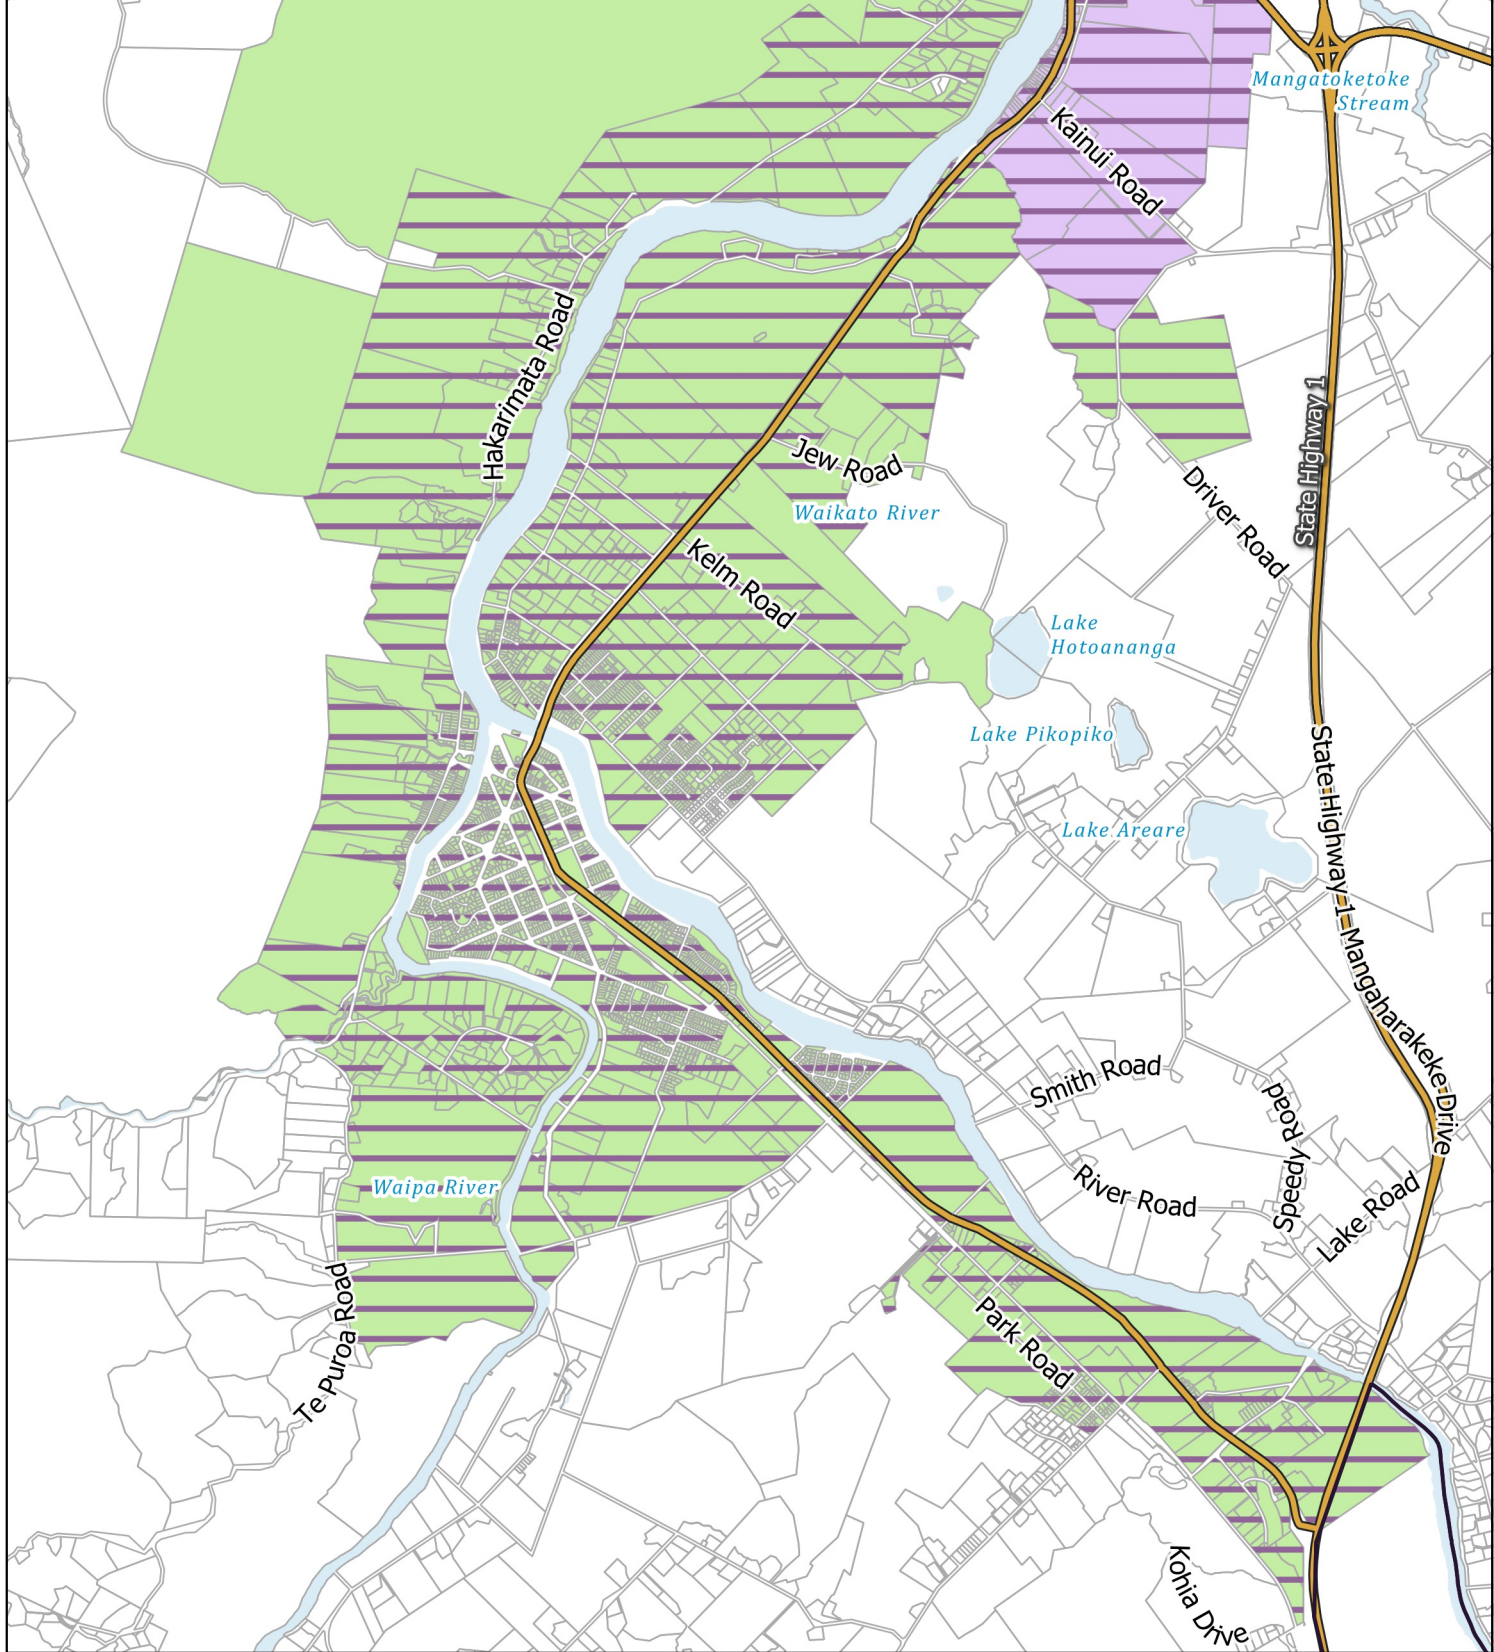 Mangatoketoke
Stream
Kainui Road
Hakarimata Road
State Highway 1
Jew Road
Driver Road
Waikato River
Kelm Road
Lake
Hotoananga
Lake Pikopiko
State Highway 1
Lake Areare
Mangaharakeke Drive
Smith Road
Speedy Road
River Road
Lake Road
Waipa River
Te Puroa Road
Park Road
Kohia Drive